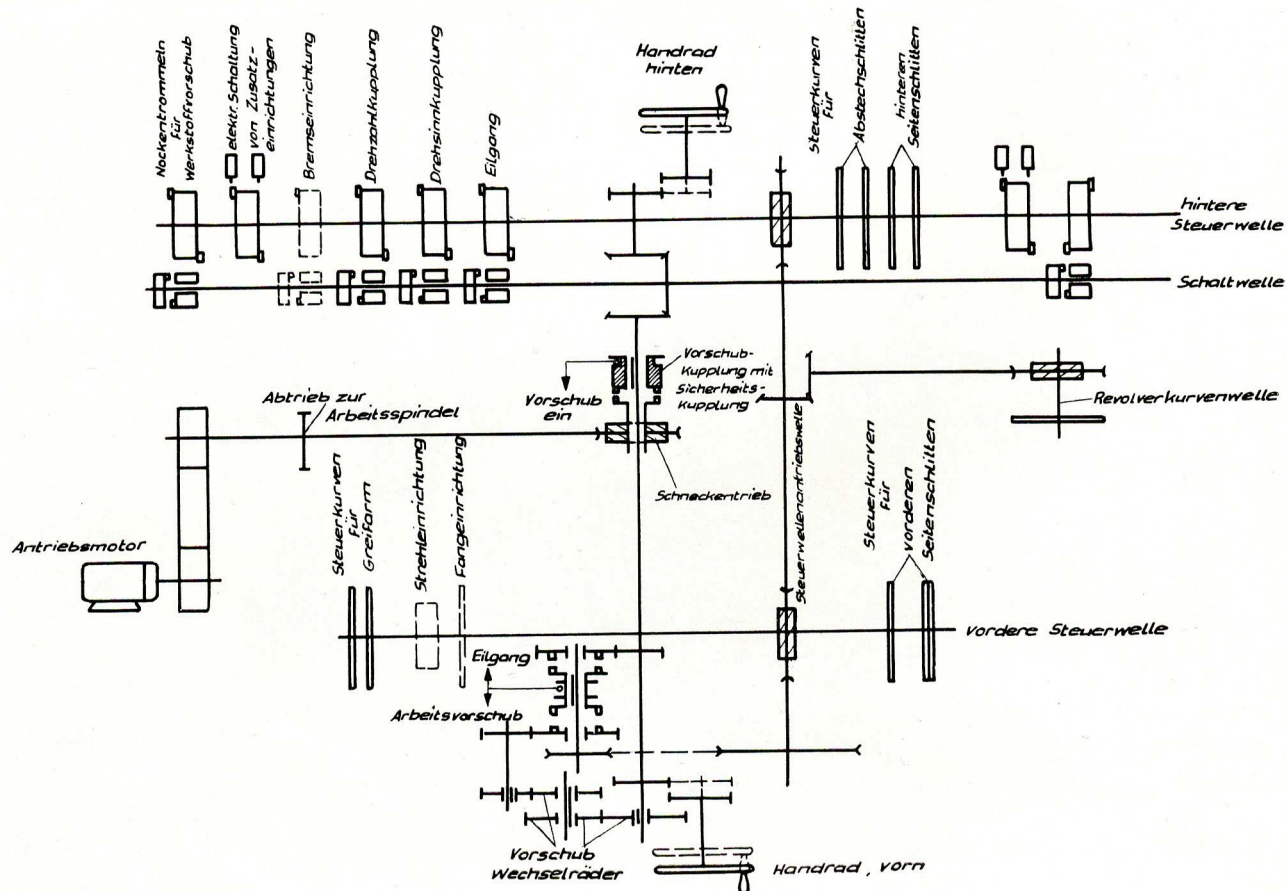 Nockentrommeln
für
Werkstoffvorschub
elektr. Schaltung
von Zusatz-
einrichtungen
Bremseinrichtung
Drehzahlkupplung
Drehsinnkupplung
Eilgang
Handrad
hinten
Steuerkurven
für
Abstechschlitten
hinteren
Seitenschlitten
hintere
Steuerwelle
Schaltwelle
Vorschub-
Kupplung mit
Sicherheits-
kupplung
Vorschub
ein
Revolverkurvenwelle
Abtrieb zur
Arbeitsspindel
Schneckentrieb
Steuerwellenantriebswelle
Steuerkurven
für
vorderen
Seitenschlitten
Antriebsmotor
Steuerkurven
für
Greifarm
Strehleinrichtung
Fangeinrichtung
vordere Steuerwelle
Eilgang
Arbeitsvorschub
Vorschub
Wechselräder
Handrad, vorn